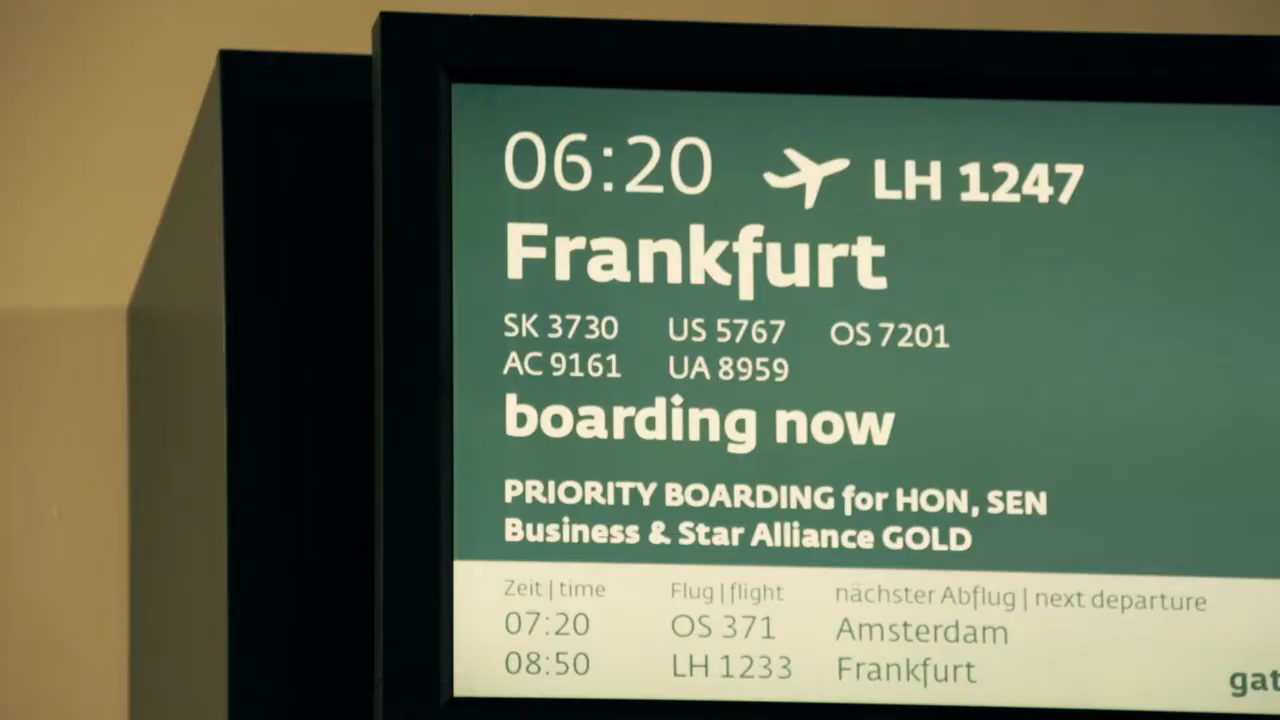 06:20 LH 1247
Frankfurt
SK 3730 US 5767 OS 7201
AC 9161 UA 8959
boarding now
PRIORITY BOARDING for HON, SEN
Business & Star Alliance GOLD
Zeit | time Flug | flight nächster Abflug | next departure
07:20 OS 371 Amsterdam
08:50 LH 1233 Frankfurt